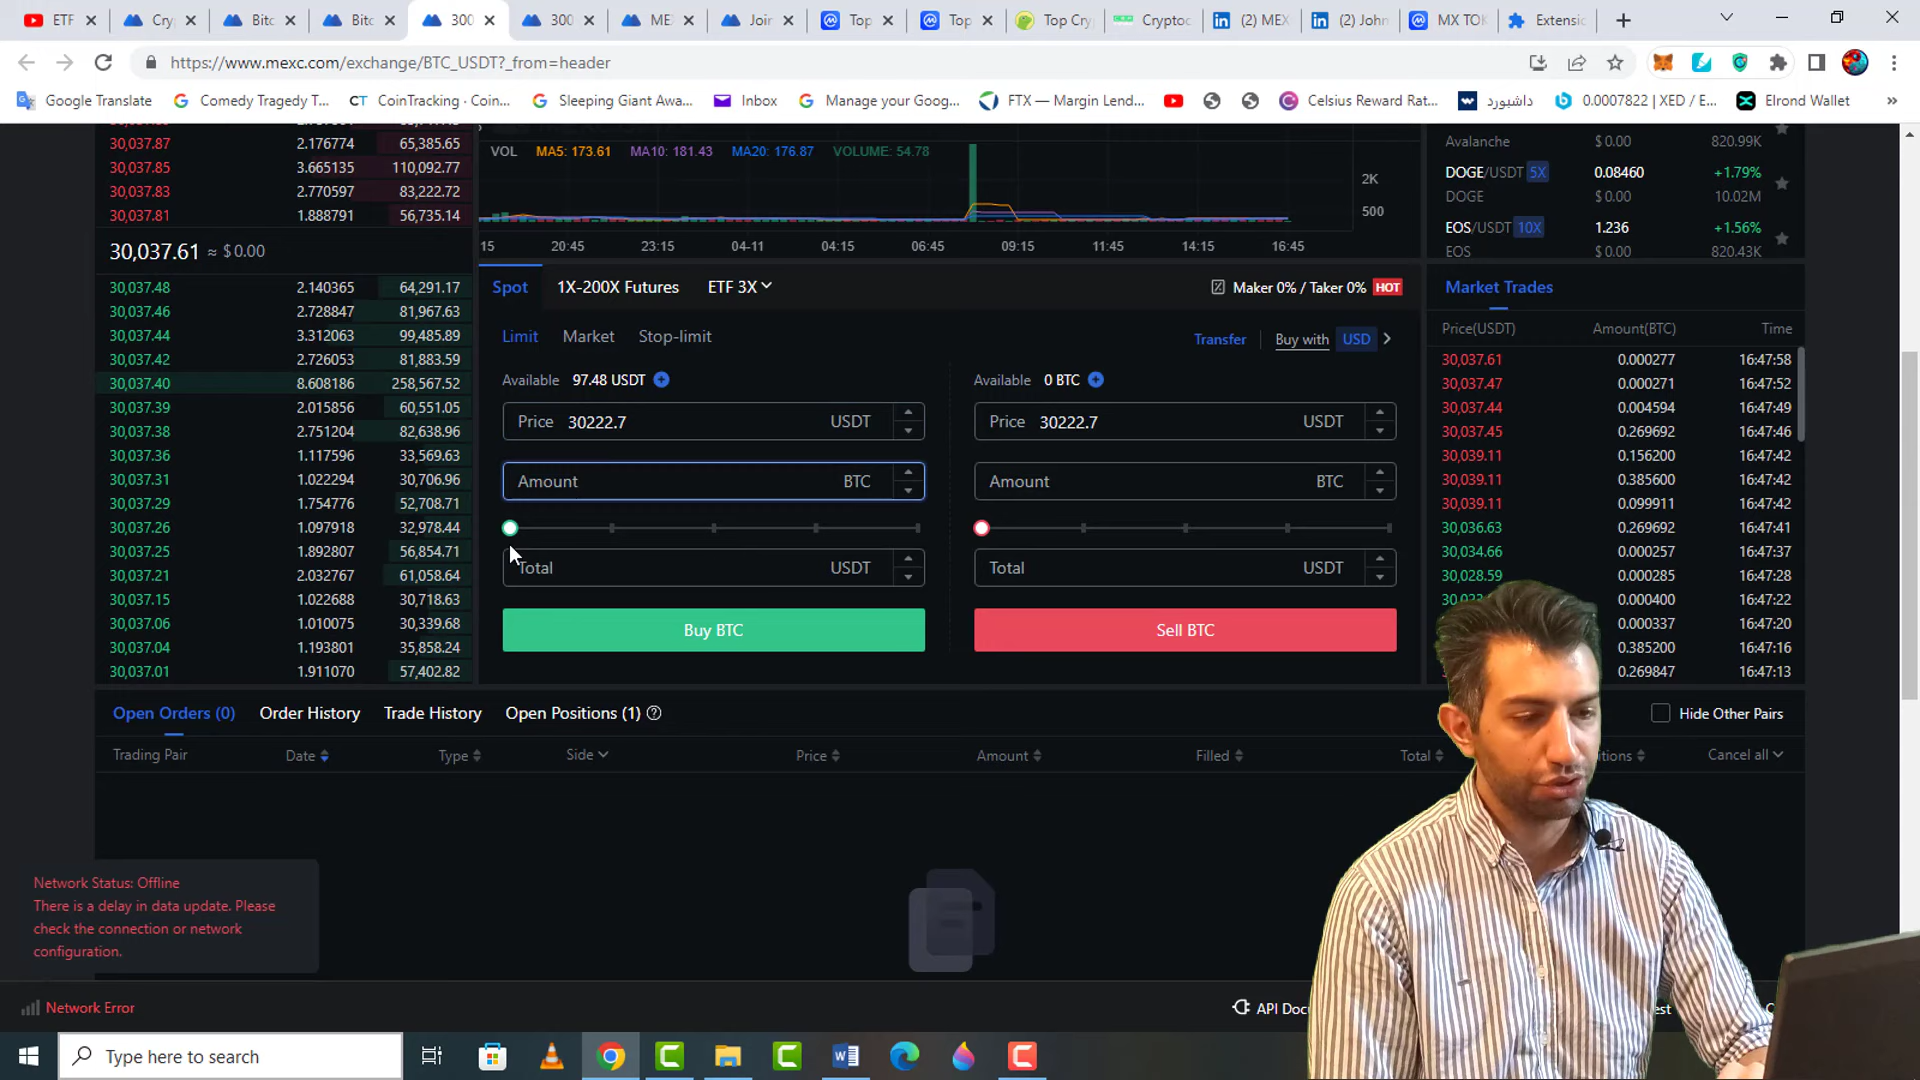 ETF
Cry
Bitc
Bitc
300
300
ME
Join
Top
Top
Top Cry
Cryptoc
(2) MEX
(2) John
MX TOK
Extensio
https://www.mexc.com/exchange/BTC_USDT?_from=header
Google Translate
Comedy Tragedy T...
CoinTracking · Coin...
Sleeping Giant Awa...
Inbox
Manage your Goog...
FTX — Margin Lend...
Celsius Reward Rat...
داشبورد
0.0007822 | XED / E...
Elrond Wallet
»
30,037.87 2.176774 65,385.65
30,037.85 3.665135 110,092.77
30,037.83 2.770597 83,222.72
30,037.81 1.888791 56,735.14
30,037.61 ≈ $ 0.00
30,037.48 2.140365 64,291.17
30,037.46 2.728847 81,967.63
30,037.44 3.312063 99,485.89
30,037.42 2.726053 81,883.59
30,037.40 8.608186 258,567.52
30,037.39 2.015856 60,551.05
30,037.38 2.751204 82,638.96
30,037.36 1.117596 33,569.63
30,037.31 1.022294 30,706.96
30,037.29 1.754776 52,708.71
30,037.26 1.097918 32,978.44
30,037.25 1.892807 56,854.71
30,037.21 2.032767 61,058.64
30,037.15 1.022688 30,718.63
30,037.06 1.010075 30,339.68
30,037.04 1.193801 35,858.24
30,037.01 1.911070 57,402.82
VOL MA5: 173.61 MA10: 181.43 MA20: 176.87 VOLUME: 54.78
2K
500
15 20:45 23:15 04-11 04:15 06:45 09:15 11:45 14:15 16:45
Spot 1X-200X Futures ETF 3X Maker 0% / Taker 0% HOT
Limit Market Stop-limit Transfer Buy with USD
Available 97.48 USDT
Price 30222.7 USDT
Amount BTC
Total USDT
Buy BTC
Available 0 BTC
Price 30222.7 USDT
Amount BTC
Total USDT
Sell BTC
Avalanche $ 0.00 820.99K
DOGE/USDT 5X 0.08460 +1.79%
DOGE $ 0.00 10.02M
EOS/USDT 10X 1.236 +1.56%
EOS $ 0.00 820.43K
Market Trades
Price(USDT) Amount(BTC) Time
30,037.61 0.000277 16:47:58
30,037.47 0.000271 16:47:52
30,037.44 0.004594 16:47:49
30,037.45 0.269692 16:47:46
30,039.11 0.156200 16:47:42
30,039.11 0.385600 16:47:42
30,039.11 0.099911 16:47:42
30,036.63 0.269692 16:47:41
30,034.66 0.000257 16:47:37
30,028.59 0.000285 16:47:28
0.000400 16:47:22
0.000337 16:47:20
0.385200 16:47:16
0.269847 16:47:13
Open Orders (0) Order History Trade History Open Positions (1) Hide Other Pairs
Trading Pair Date Type Side Price Amount Filled Total itions Cancel all
Network Status: Offline
There is a delay in data update. Please
check the connection or network
configuration.
Network Error
API Doc
est
Type here to search